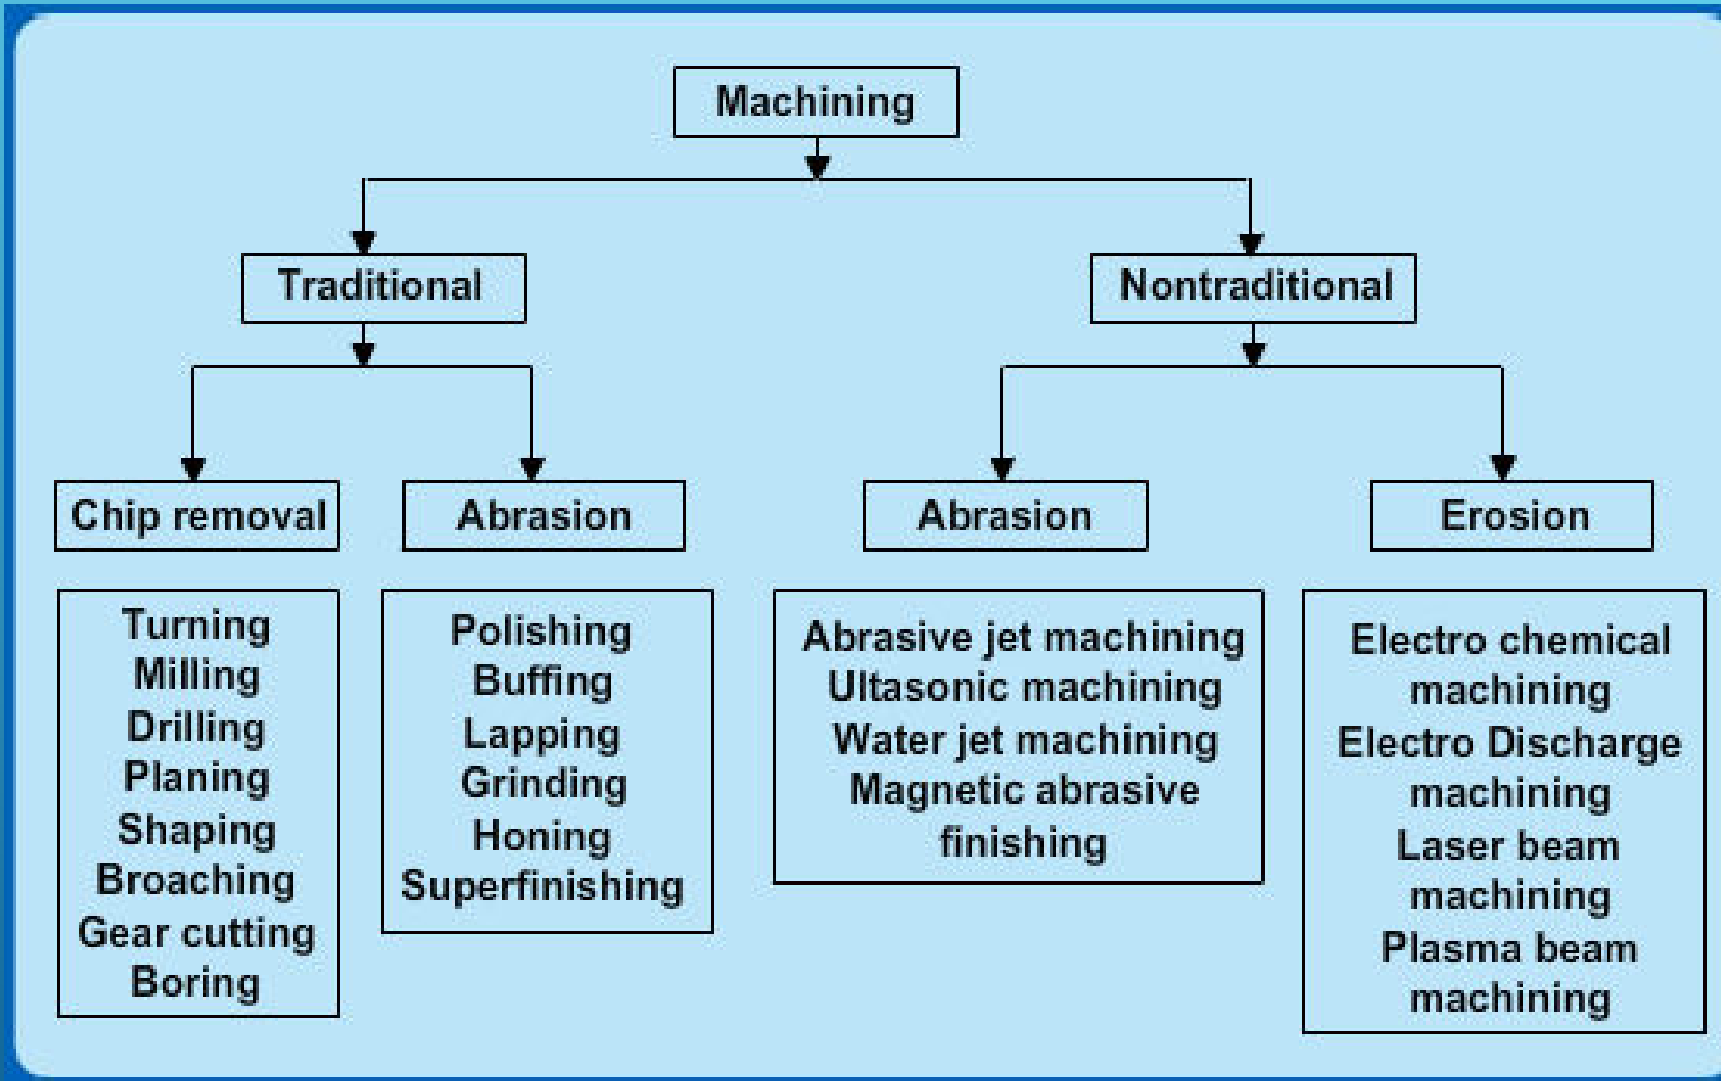 Machining
Traditional
Nontraditional
Chip removal
Abrasion
Abrasion
Erosion
Turning
Milling
Drilling
Planing
Shaping
Broaching
Gear cutting
Boring
Polishing
Buffing
Lapping
Grinding
Honing
Superfinishing
Abrasive jet machining
Ultasonic machining
Water jet machining
Magnetic abrasive
finishing
Electro chemical
machining
Electro Discharge
machining
Laser beam
machining
Plasma beam
machining